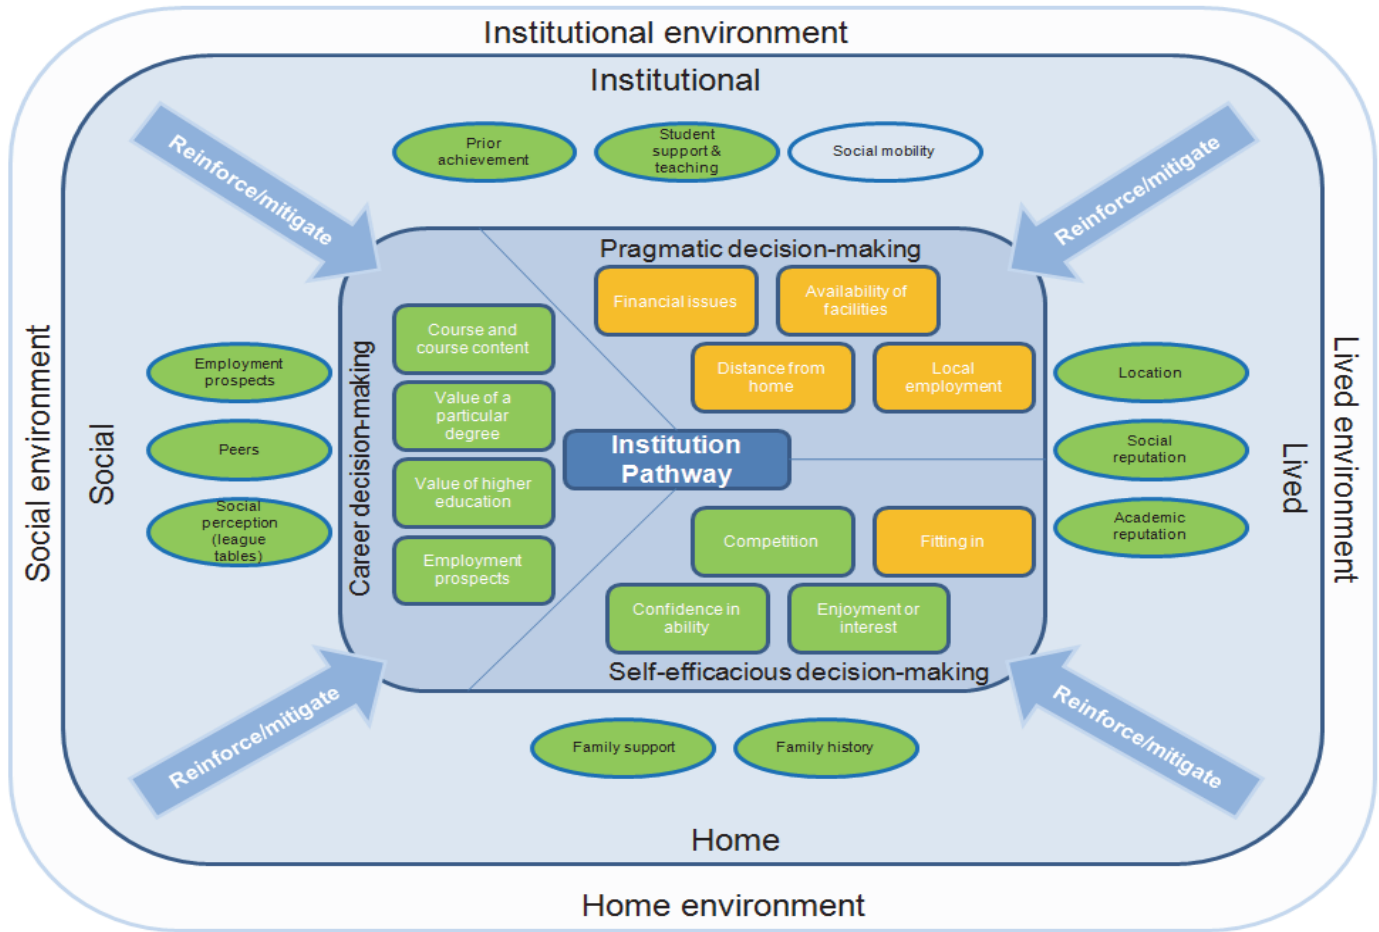 Institutional environment
Institutional
Prior
achievement
Student
support &
teaching
Social mobility
Reinforce/mitigate
Reinforce/mitigate
Pragmatic decision-making
Financial issues
Availability of
facilities
Distance from
home
Local
employment
Career decision-making
Course and
course content
Value of a
particular
degree
Value of higher
education
Employment
prospects
Institution
Pathway
Social environment
Social
Employment
prospects
Peers
Social
perception
(league
tables)
Location
Social
reputation
Academic
reputation
Lived
Lived environment
Competition
Fitting in
Confidence in
ability
Enjoyment or
interest
Self-efficacious decision-making
Reinforce/mitigate
Reinforce/mitigate
Family support
Family history
Home
Home environment